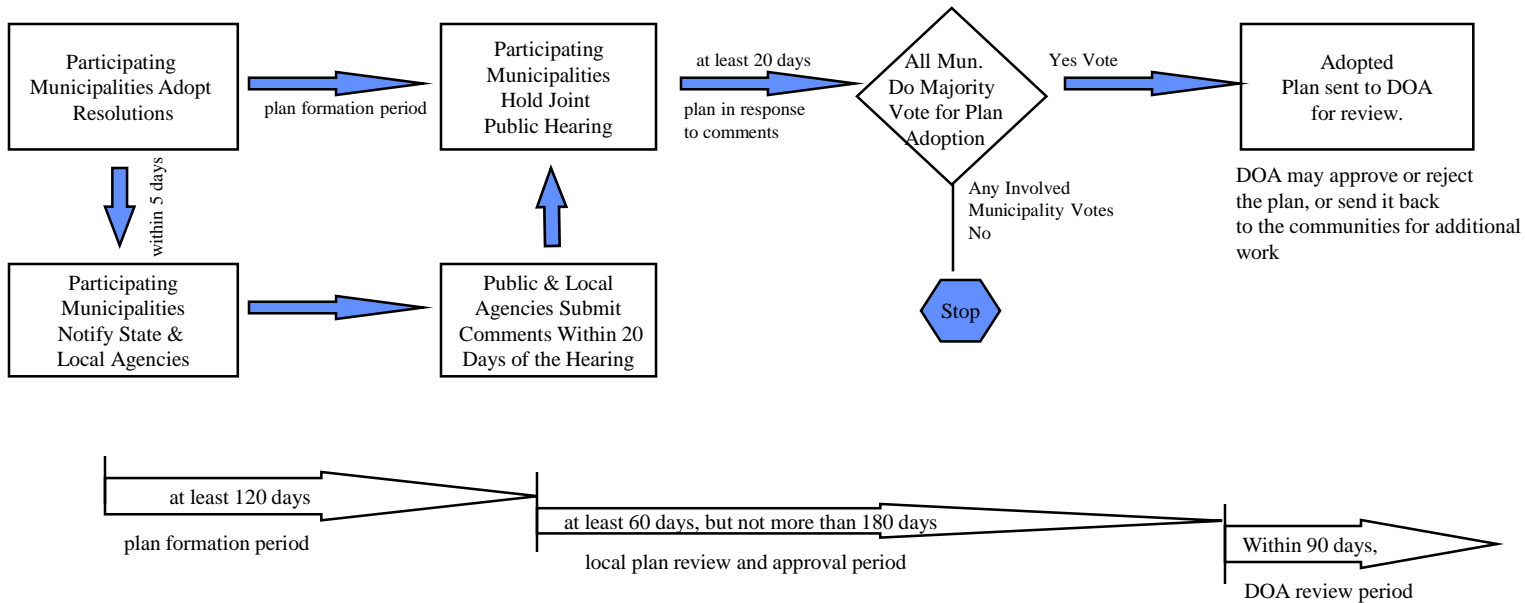 Participating
Municipalities Adopt
Resolutions
plan formation period
Participating
Municipalities
Hold Joint
Public Hearing
at least 20 days
plan in response
to comments
All Mun.
Do Majority
Vote for Plan
Adoption
Yes Vote
Adopted
Plan sent to DOA
for review.
DOA may approve or reject
the plan, or send it back
to the communities for additional
work
within 5 days
Any Involved
Municipality Votes
No
Stop
Participating
Municipalities
Notify State &
Local Agencies
Public & Local
Agencies Submit
Comments Within 20
Days of the Hearing
at least 120 days
plan formation period
at least 60 days, but not more than 180 days
local plan review and approval period
Within 90 days,
DOA review period